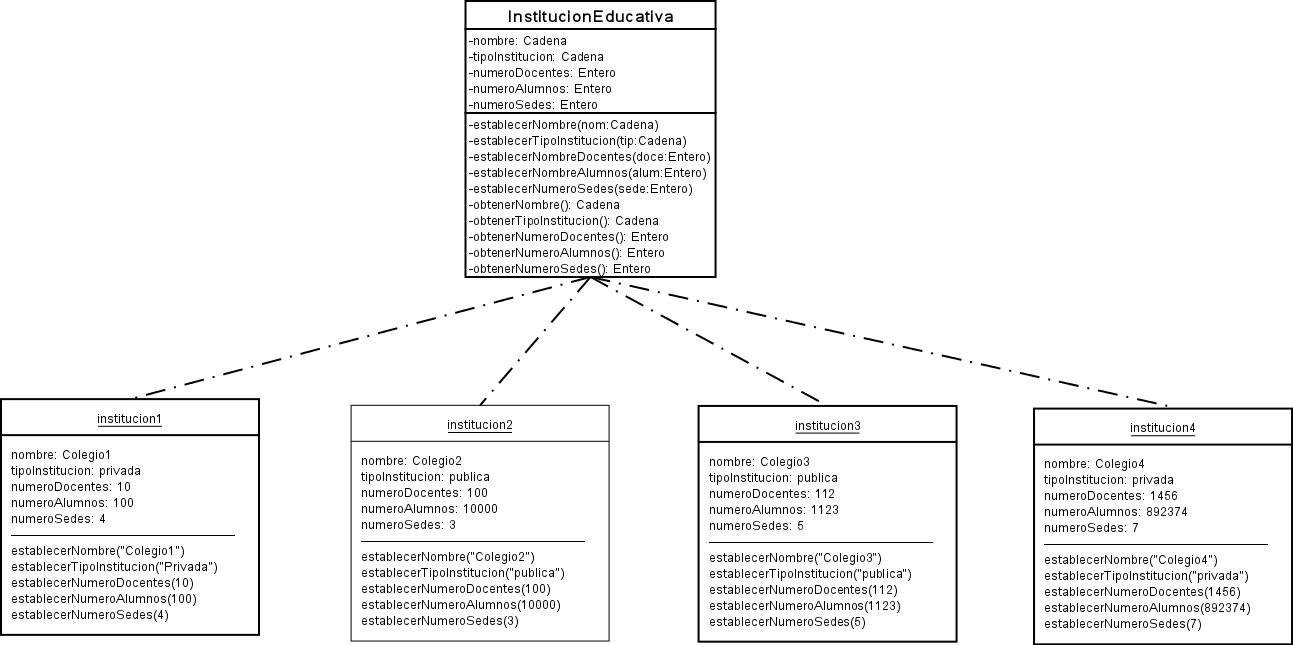 InstitucionEducativa
-nombre: Cadena
-tipoInstitucion: Cadena
-numeroDocentes: Entero
-numeroAlumnos: Entero
-numeroSedes: Entero
-establecerNombre(nom:Cadena)
-establecerTipoInstitucion(tip:Cadena)
-establecerNombreDocentes(doce:Entero)
-establecerNombreAlumnos(alum:Entero)
-establecerNumeroSedes(sede:Entero)
-obtenerNombre(): Cadena
-obtenerTipoInstitucion(): Cadena
-obtenerNumeroDocentes(): Entero
-obtenerNumeroAlumnos(): Entero
-obtenerNumeroSedes(): Entero
institucion1
nombre: Colegio1
tipoInstitucion: privada
numeroDocentes: 10
numeroAlumnos: 100
numeroSedes: 4
establecerNombre("Colegio1")
establecerTipoInstitucion("Privada")
establecerNumeroDocentes(10)
establecerNumeroAlumnos(100)
establecerNumeroSedes(4)
institucion2
nombre: Colegio2
tipoInstitucion: publica
numeroDocentes: 100
numeroAlumnos: 10000
numeroSedes: 3
establecerNombre("Colegio2")
establecerTipoInstitucion("publica")
establecerNumeroDocentes(100)
establecerNumeroAlumnos(10000)
establecerNumeroSedes(3)
institucion3
nombre: Colegio3
tipoInstitucion: publica
numeroDocentes: 112
numeroAlumnos: 1123
numeroSedes: 5
establecerNombre("Colegio3")
establecerTipoInstitucion("publica")
establecerNumeroDocentes(112)
establecerNumeroAlumnos(1123)
establecerNumeroSedes(5)
institucion4
nombre: Colegio4
tipoInstitucion: privada
numeroDocentes: 1456
numeroAlumnos: 892374
numeroSedes: 7
establecerNombre("Colegio4")
establecerTipoInstitucion("privada")
establecerNumeroDocentes(1456)
establecerNumeroAlumnos(892374)
establecerNumeroSedes(7)